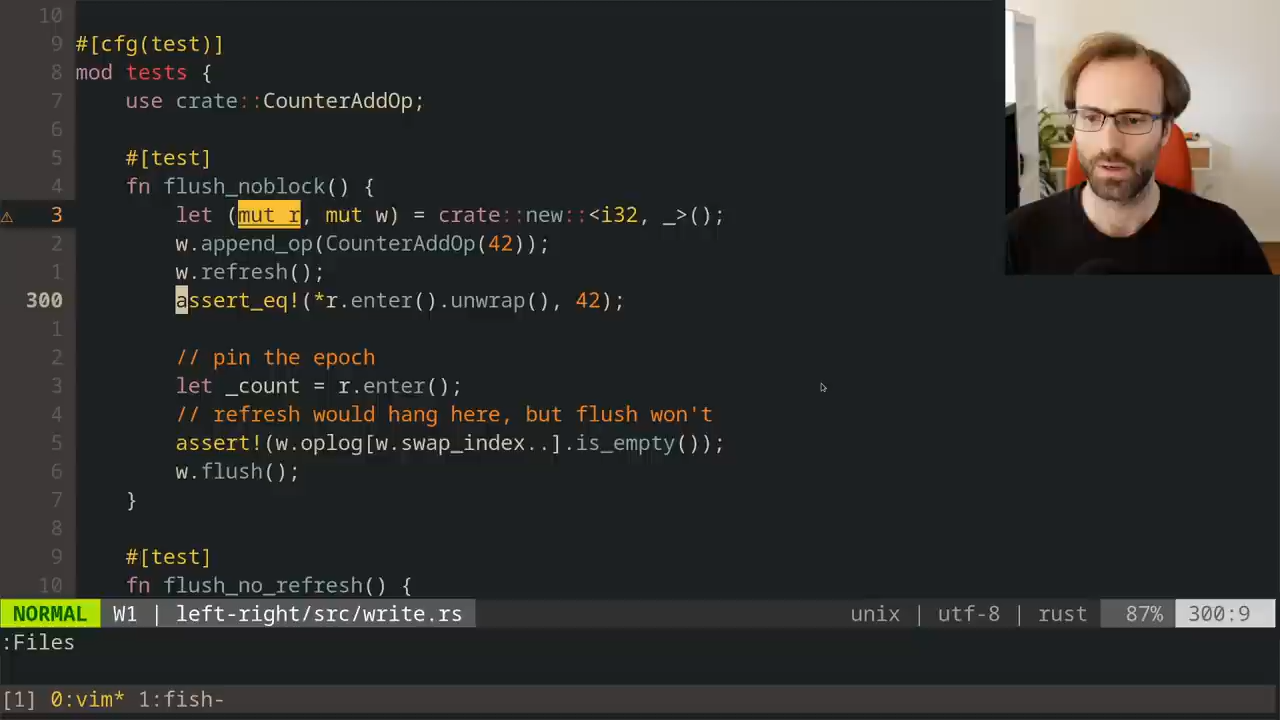 10
9 #[cfg(test)]
8 mod tests {
7 use crate::CounterAddOp;
6
5 #[test]
4 fn flush_noblock() {
⚠ 3 let (mut r, mut w) = crate::new::<i32, _>();
2 w.append_op(CounterAddOp(42));
1 w.refresh();
300 assert_eq!(*r.enter().unwrap(), 42);
1
2 // pin the epoch
3 let _count = r.enter();
4 // refresh would hang here, but flush won't
5 assert!(w.oplog[w.swap_index..].is_empty());
6 w.flush();
7 }
8
9 #[test]
10 fn flush_no_refresh() {
NORMAL W1 | left-right/src/write.rs unix | utf-8 | rust 87% 300:9
:Files
[1] 0:vim* 1:fish-